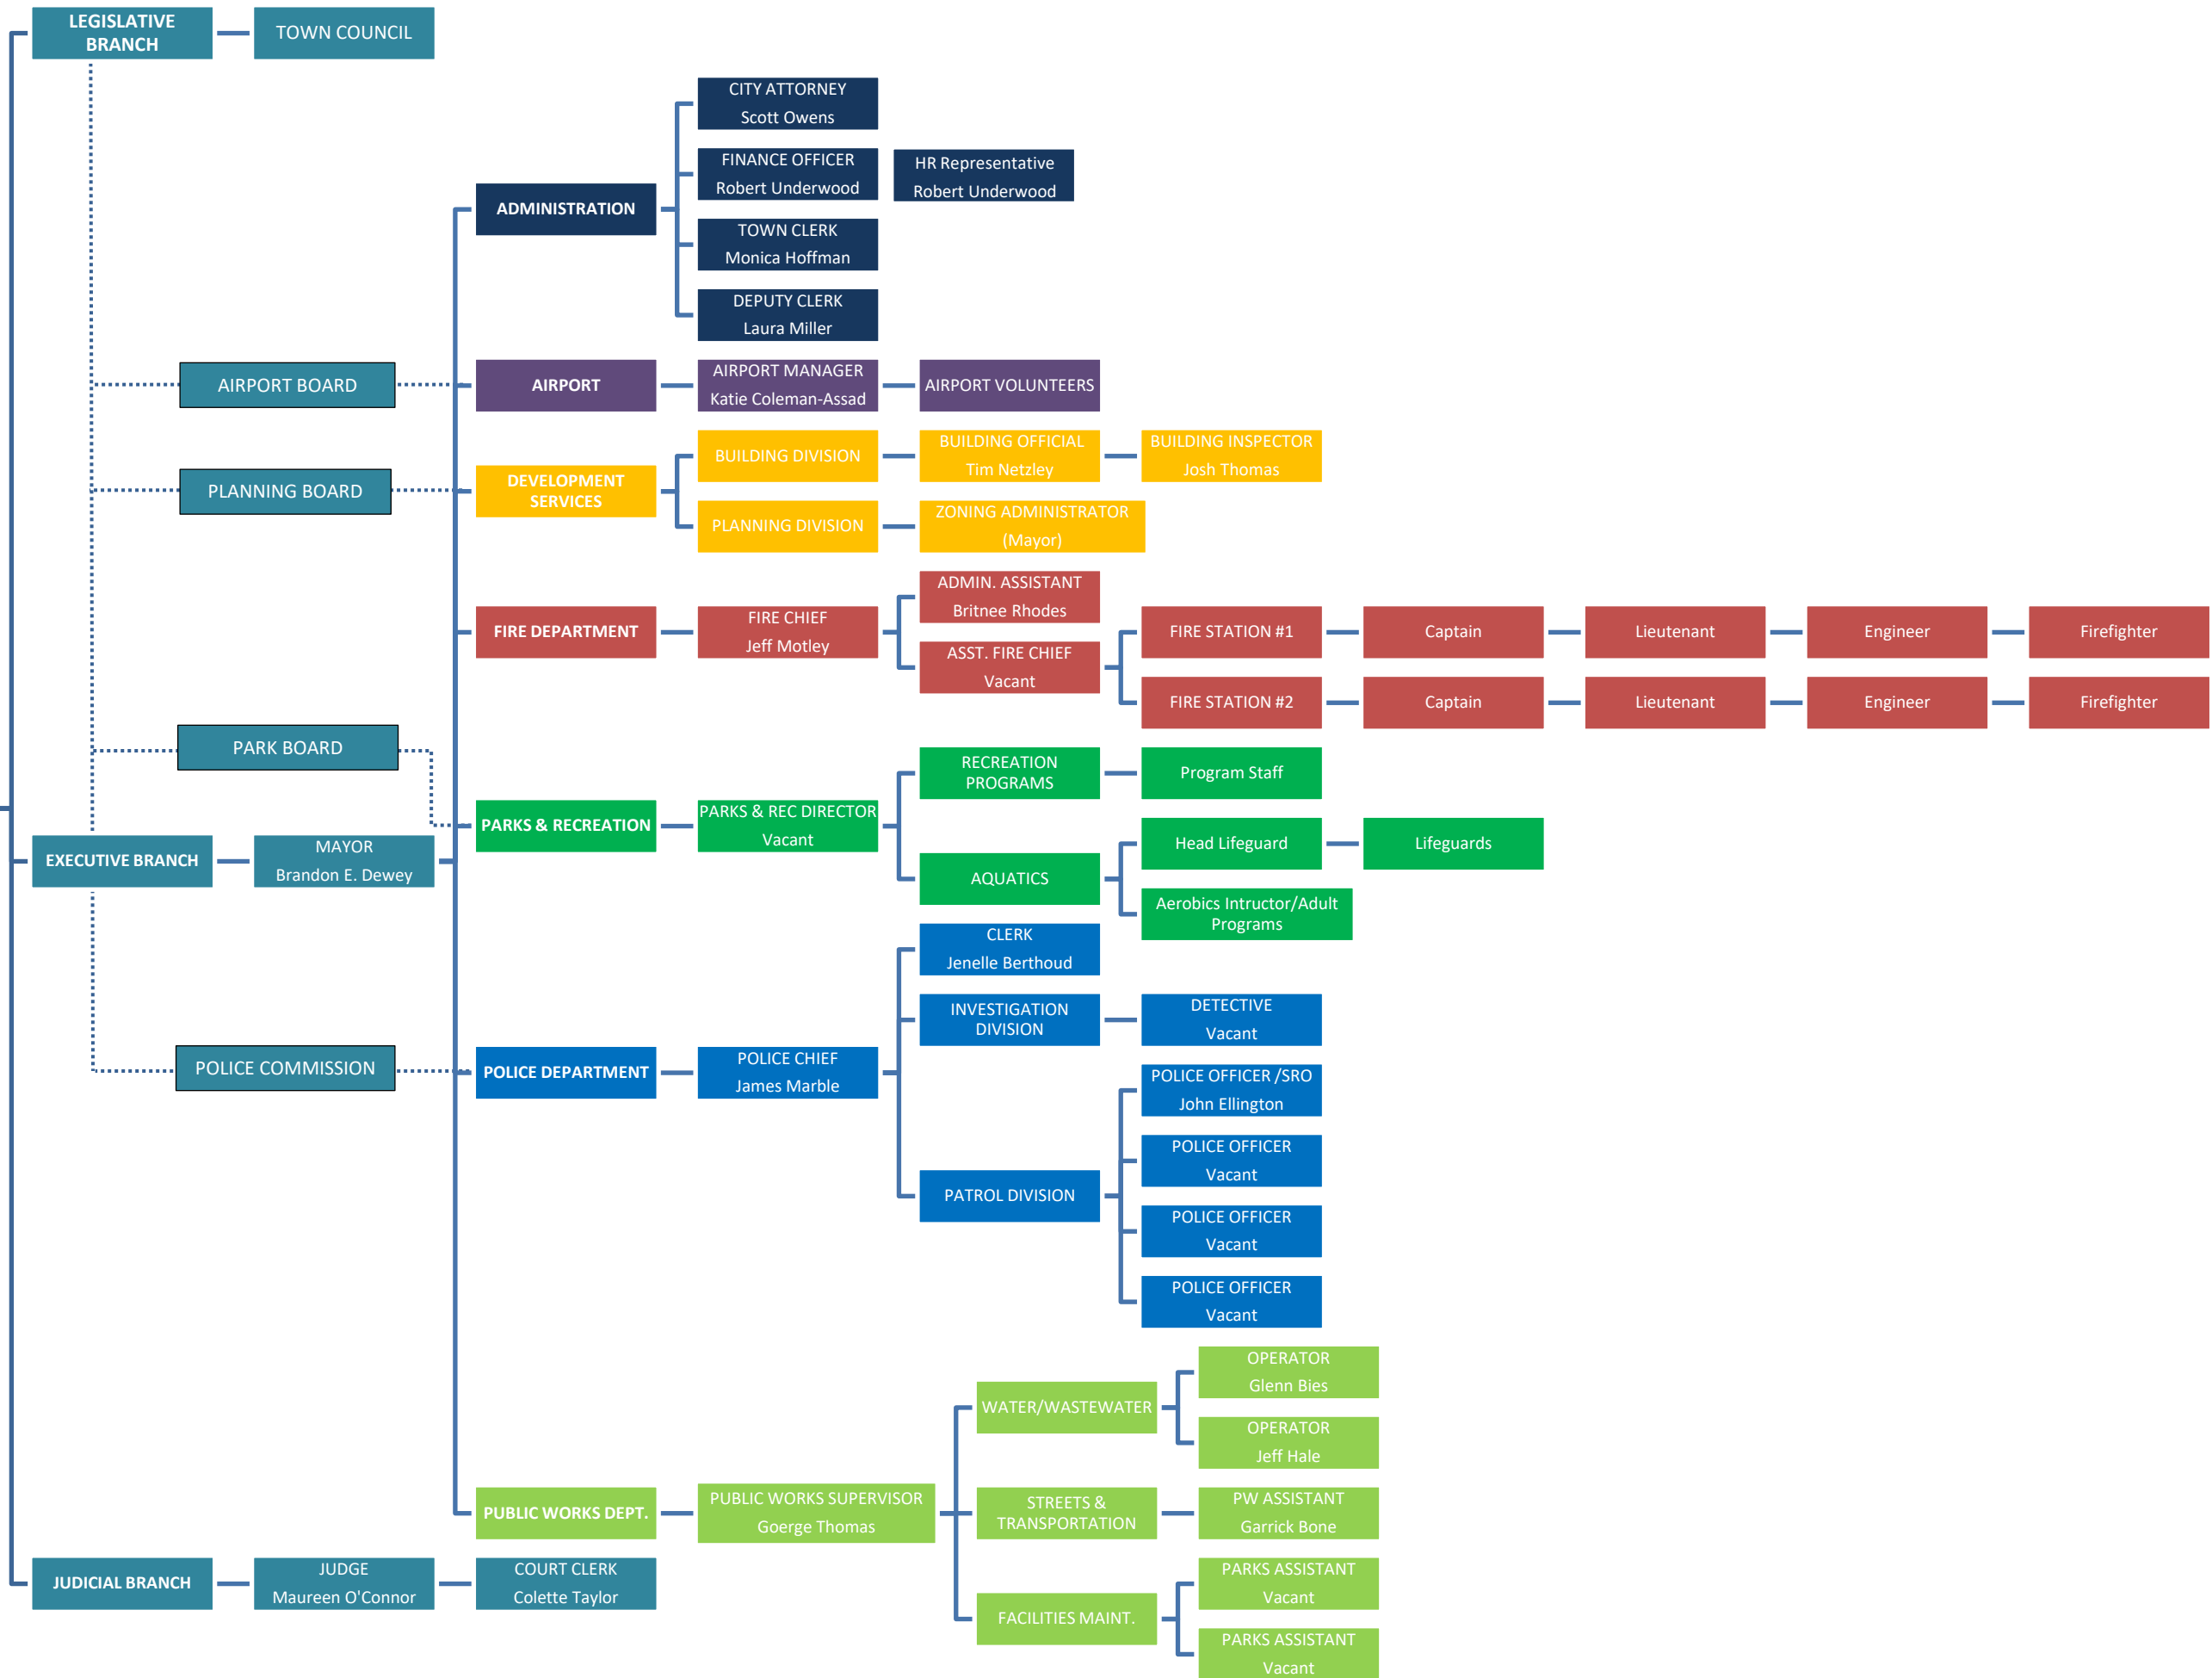 LEGISLATIVE
BRANCH
TOWN COUNCIL
CITY ATTORNEY
Scott Owens
FINANCE OFFICER
Robert Underwood
HR Representative
Robert Underwood
ADMINISTRATION
TOWN CLERK
Monica Hoffman
DEPUTY CLERK
Laura Miller
AIRPORT BOARD
AIRPORT
AIRPORT MANAGER
Katie Coleman-Assad
AIRPORT VOLUNTEERS
PLANNING BOARD
DEVELOPMENT
SERVICES
BUILDING DIVISION
BUILDING OFFICIAL
Tim Netzley
BUILDING INSPECTOR
Josh Thomas
PLANNING DIVISION
ZONING ADMINISTRATOR
(Mayor)
FIRE DEPARTMENT
FIRE CHIEF
Jeff Motley
ADMIN. ASSISTANT
Britnee Rhodes
ASST. FIRE CHIEF
Vacant
FIRE STATION #1
Captain
Lieutenant
Engineer
Firefighter
FIRE STATION #2
Captain
Lieutenant
Engineer
Firefighter
PARK BOARD
PARKS & RECREATION
PARKS & REC DIRECTOR
Vacant
RECREATION
PROGRAMS
Program Staff
AQUATICS
Head Lifeguard
Lifeguards
Aerobics Intructor/Adult
Programs
EXECUTIVE BRANCH
MAYOR
Brandon E. Dewey
POLICE COMMISSION
POLICE DEPARTMENT
POLICE CHIEF
James Marble
CLERK
Jenelle Berthoud
INVESTIGATION
DIVISION
DETECTIVE
Vacant
PATROL DIVISION
POLICE OFFICER /SRO
John Ellington
POLICE OFFICER
Vacant
POLICE OFFICER
Vacant
POLICE OFFICER
Vacant
PUBLIC WORKS DEPT.
PUBLIC WORKS SUPERVISOR
Goerge Thomas
WATER/WASTEWATER
OPERATOR
Glenn Bies
OPERATOR
Jeff Hale
STREETS &
TRANSPORTATION
PW ASSISTANT
Garrick Bone
FACILITIES MAINT.
PARKS ASSISTANT
Vacant
PARKS ASSISTANT
Vacant
JUDICIAL BRANCH
JUDGE
Maureen O'Connor
COURT CLERK
Colette Taylor